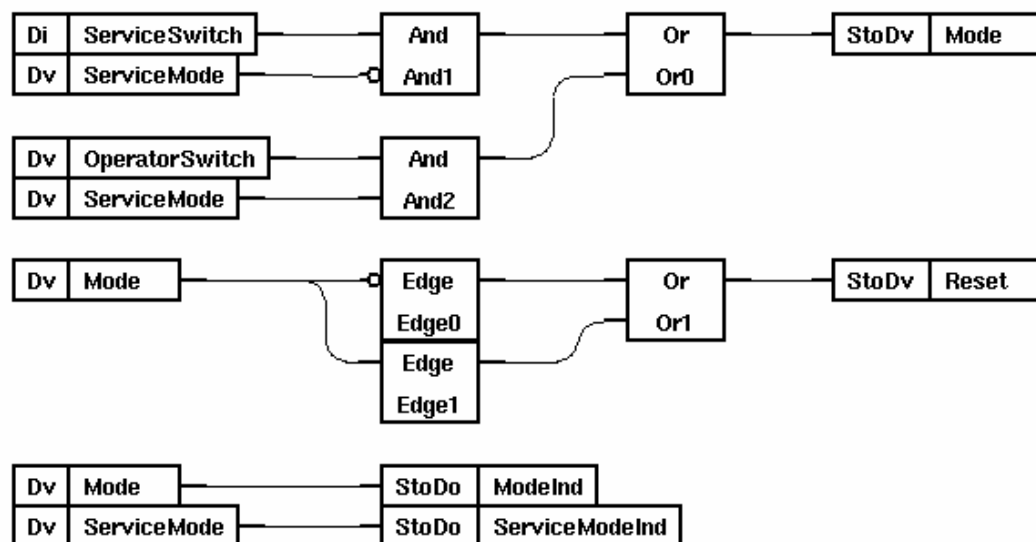 Di ServiceSwitch And Or StoDv Mode
Dv ServiceMode And1 Or0
Dv OperatorSwitch And
Dv ServiceMode And2
Dv Mode Edge Or StoDv Reset
Edge0 Or1
Edge
Edge1
Dv Mode StoDo ModeInd
Dv ServiceMode StoDo ServiceModeInd